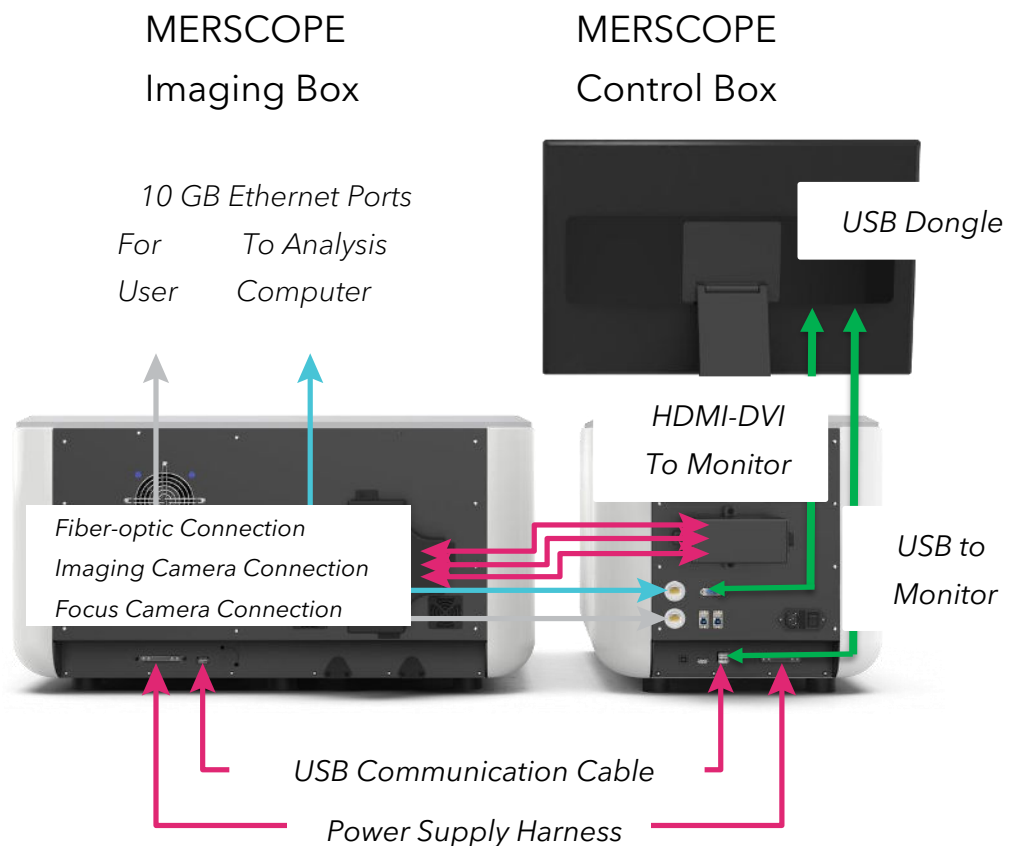 MERSCOPE
Imaging Box
MERSCOPE
Control Box
10 GB Ethernet Ports
For To Analysis
User Computer
USB Dongle
HDMI-DVI
To Monitor
Fiber-optic Connection
Imaging Camera Connection
Focus Camera Connection
USB to
Monitor
USB Communication Cable
Power Supply Harness